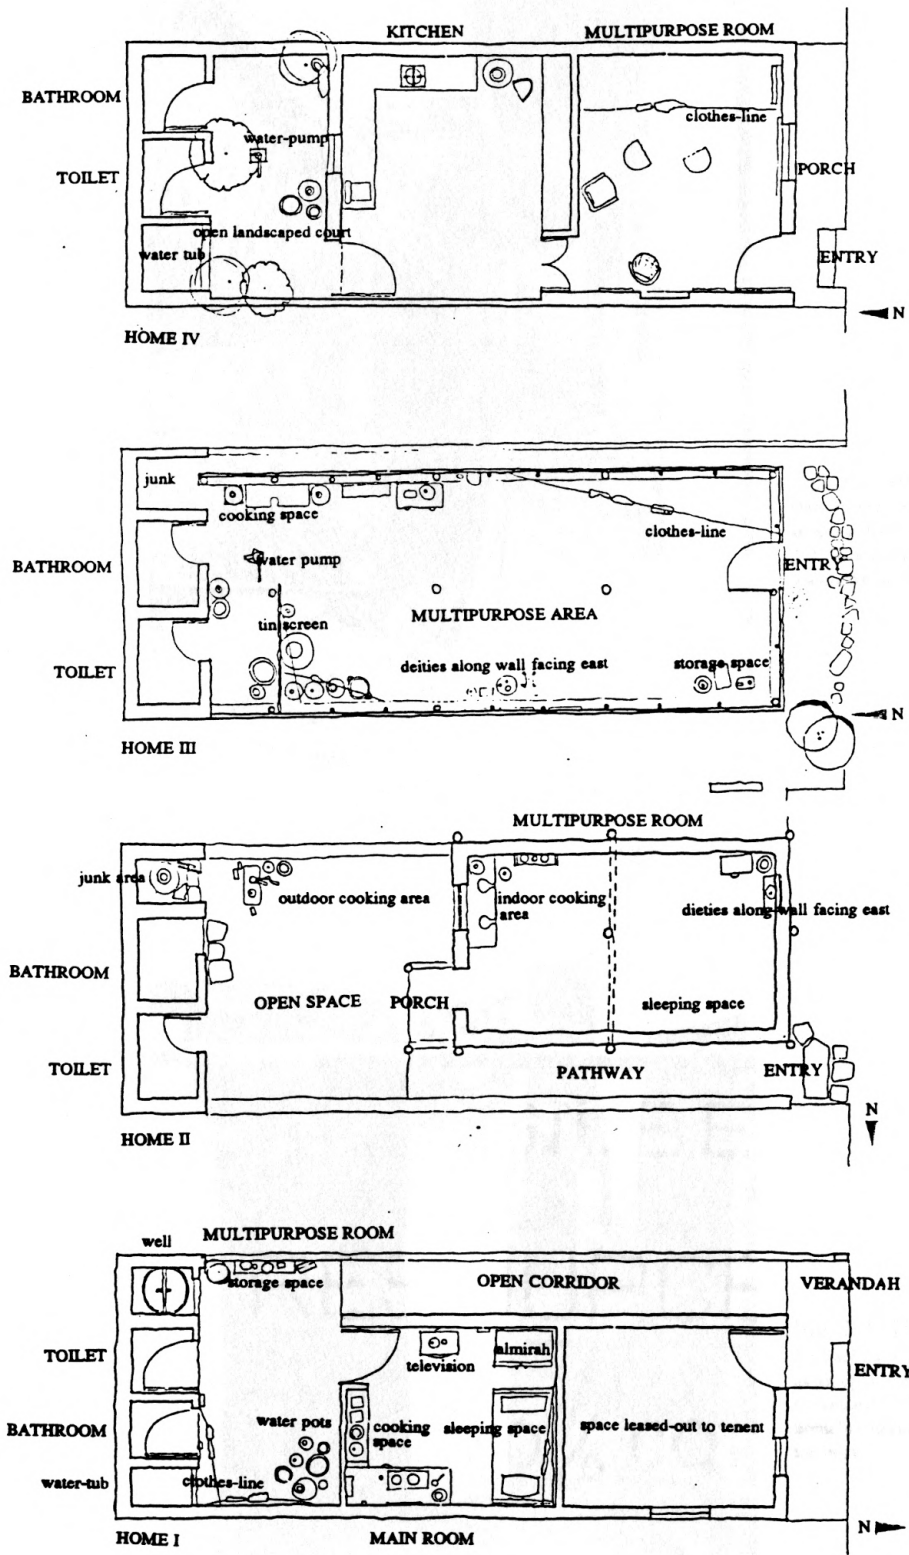 KITCHEN
MULTIPURPOSE ROOM
BATHROOM
clothes-line
water-pump
TOILET
PORCH
open landscaped court
water tub
ENTRY
HOME IV
N
junk
cooking space
clothes-line
water pump
BATHROOM
ENTRY
MULTIPURPOSE AREA
tin screen
TOILET
deities along wall facing east
storage space
N
HOME III
MULTIPURPOSE ROOM
junk area
outdoor cooking area
indoor cooking
area
dieties along wall facing east
BATHROOM
OPEN SPACE
PORCH
sleeping space
TOILET
PATHWAY
ENTRY
N
HOME II
MULTIPURPOSE ROOM
well
storage space
OPEN CORRIDOR
VERANDAH
TOILET
television
almirah
ENTRY
water pots
cooking
space
sleeping space
space leased-out to tenent
BATHROOM
water-tub
clothes-line
N
HOME I
MAIN ROOM